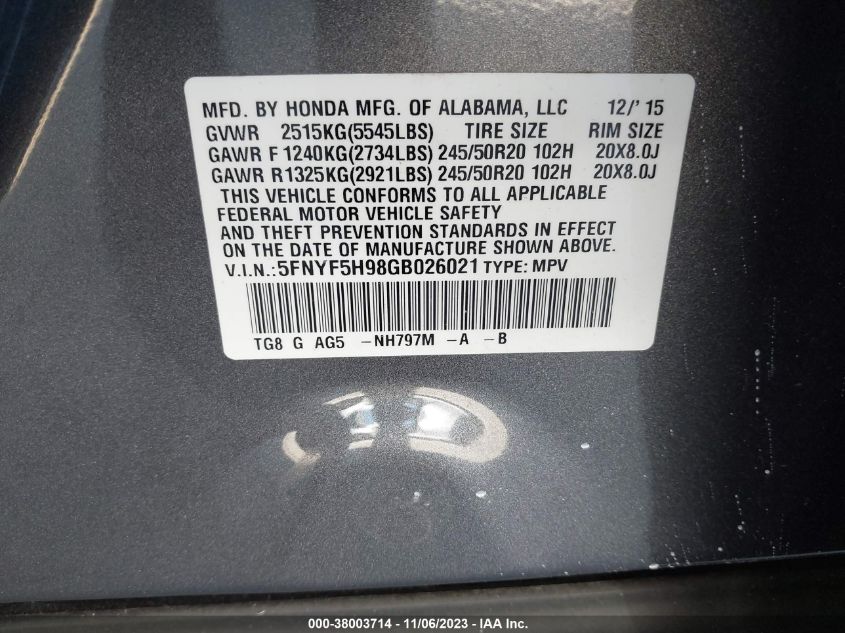 MFD. BY HONDA MFG. OF ALABAMA, LLC 12/' 15
GVWR 2515KG(5545LBS) TIRE SIZE RIM SIZE
GAWR F 1240KG(2734LBS) 245/50R20 102H 20X8.0J
GAWR R1325KG(2921LBS) 245/50R20 102H 20X8.0J
THIS VEHICLE CONFORMS TO ALL APPLICABLE
FEDERAL MOTOR VEHICLE SAFETY
AND THEFT PREVENTION STANDARDS IN EFFECT
ON THE DATE OF MANUFACTURE SHOWN ABOVE.
V.I.N.:5FNYF5H98GB026021 TYPE: MPV
TG8 G AG5 -NH797M -A -B
000-38003714 - 11/06/2023 - IAA Inc.